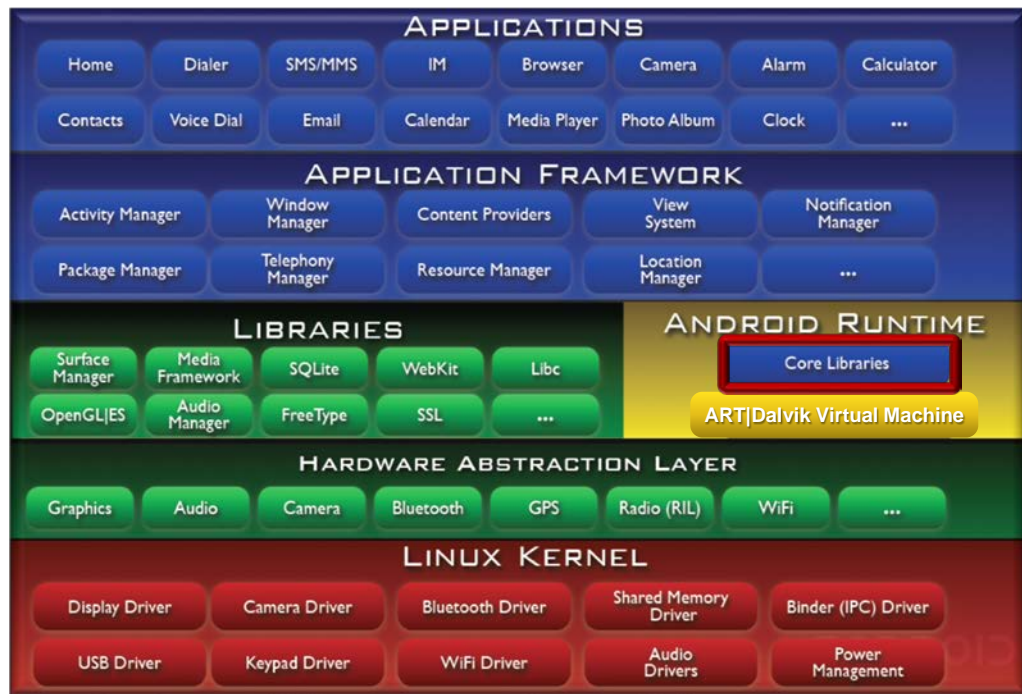 APPLICATIONS
Home Dialer SMS/MMS IM Browser Camera Alarm Calculator
Contacts Voice Dial Email Calendar Media Player Photo Album Clock ...
APPLICATION FRAMEWORK
Activity Manager Window Manager Content Providers View System Notification Manager
Package Manager Telephony Manager Resource Manager Location Manager ...
LIBRARIES
Surface Manager Media Framework SQLite WebKit Libc
OpenGL|ES Audio Manager FreeType SSL ...
ANDROID RUNTIME
Core Libraries
ART|Dalvik Virtual Machine
HARDWARE ABSTRACTION LAYER
Graphics Audio Camera Bluetooth GPS Radio (RIL) WiFi ...
LINUX KERNEL
Display Driver Camera Driver Bluetooth Driver Shared Memory Driver Binder (IPC) Driver
USB Driver Keypad Driver WiFi Driver Audio Drivers Power Management